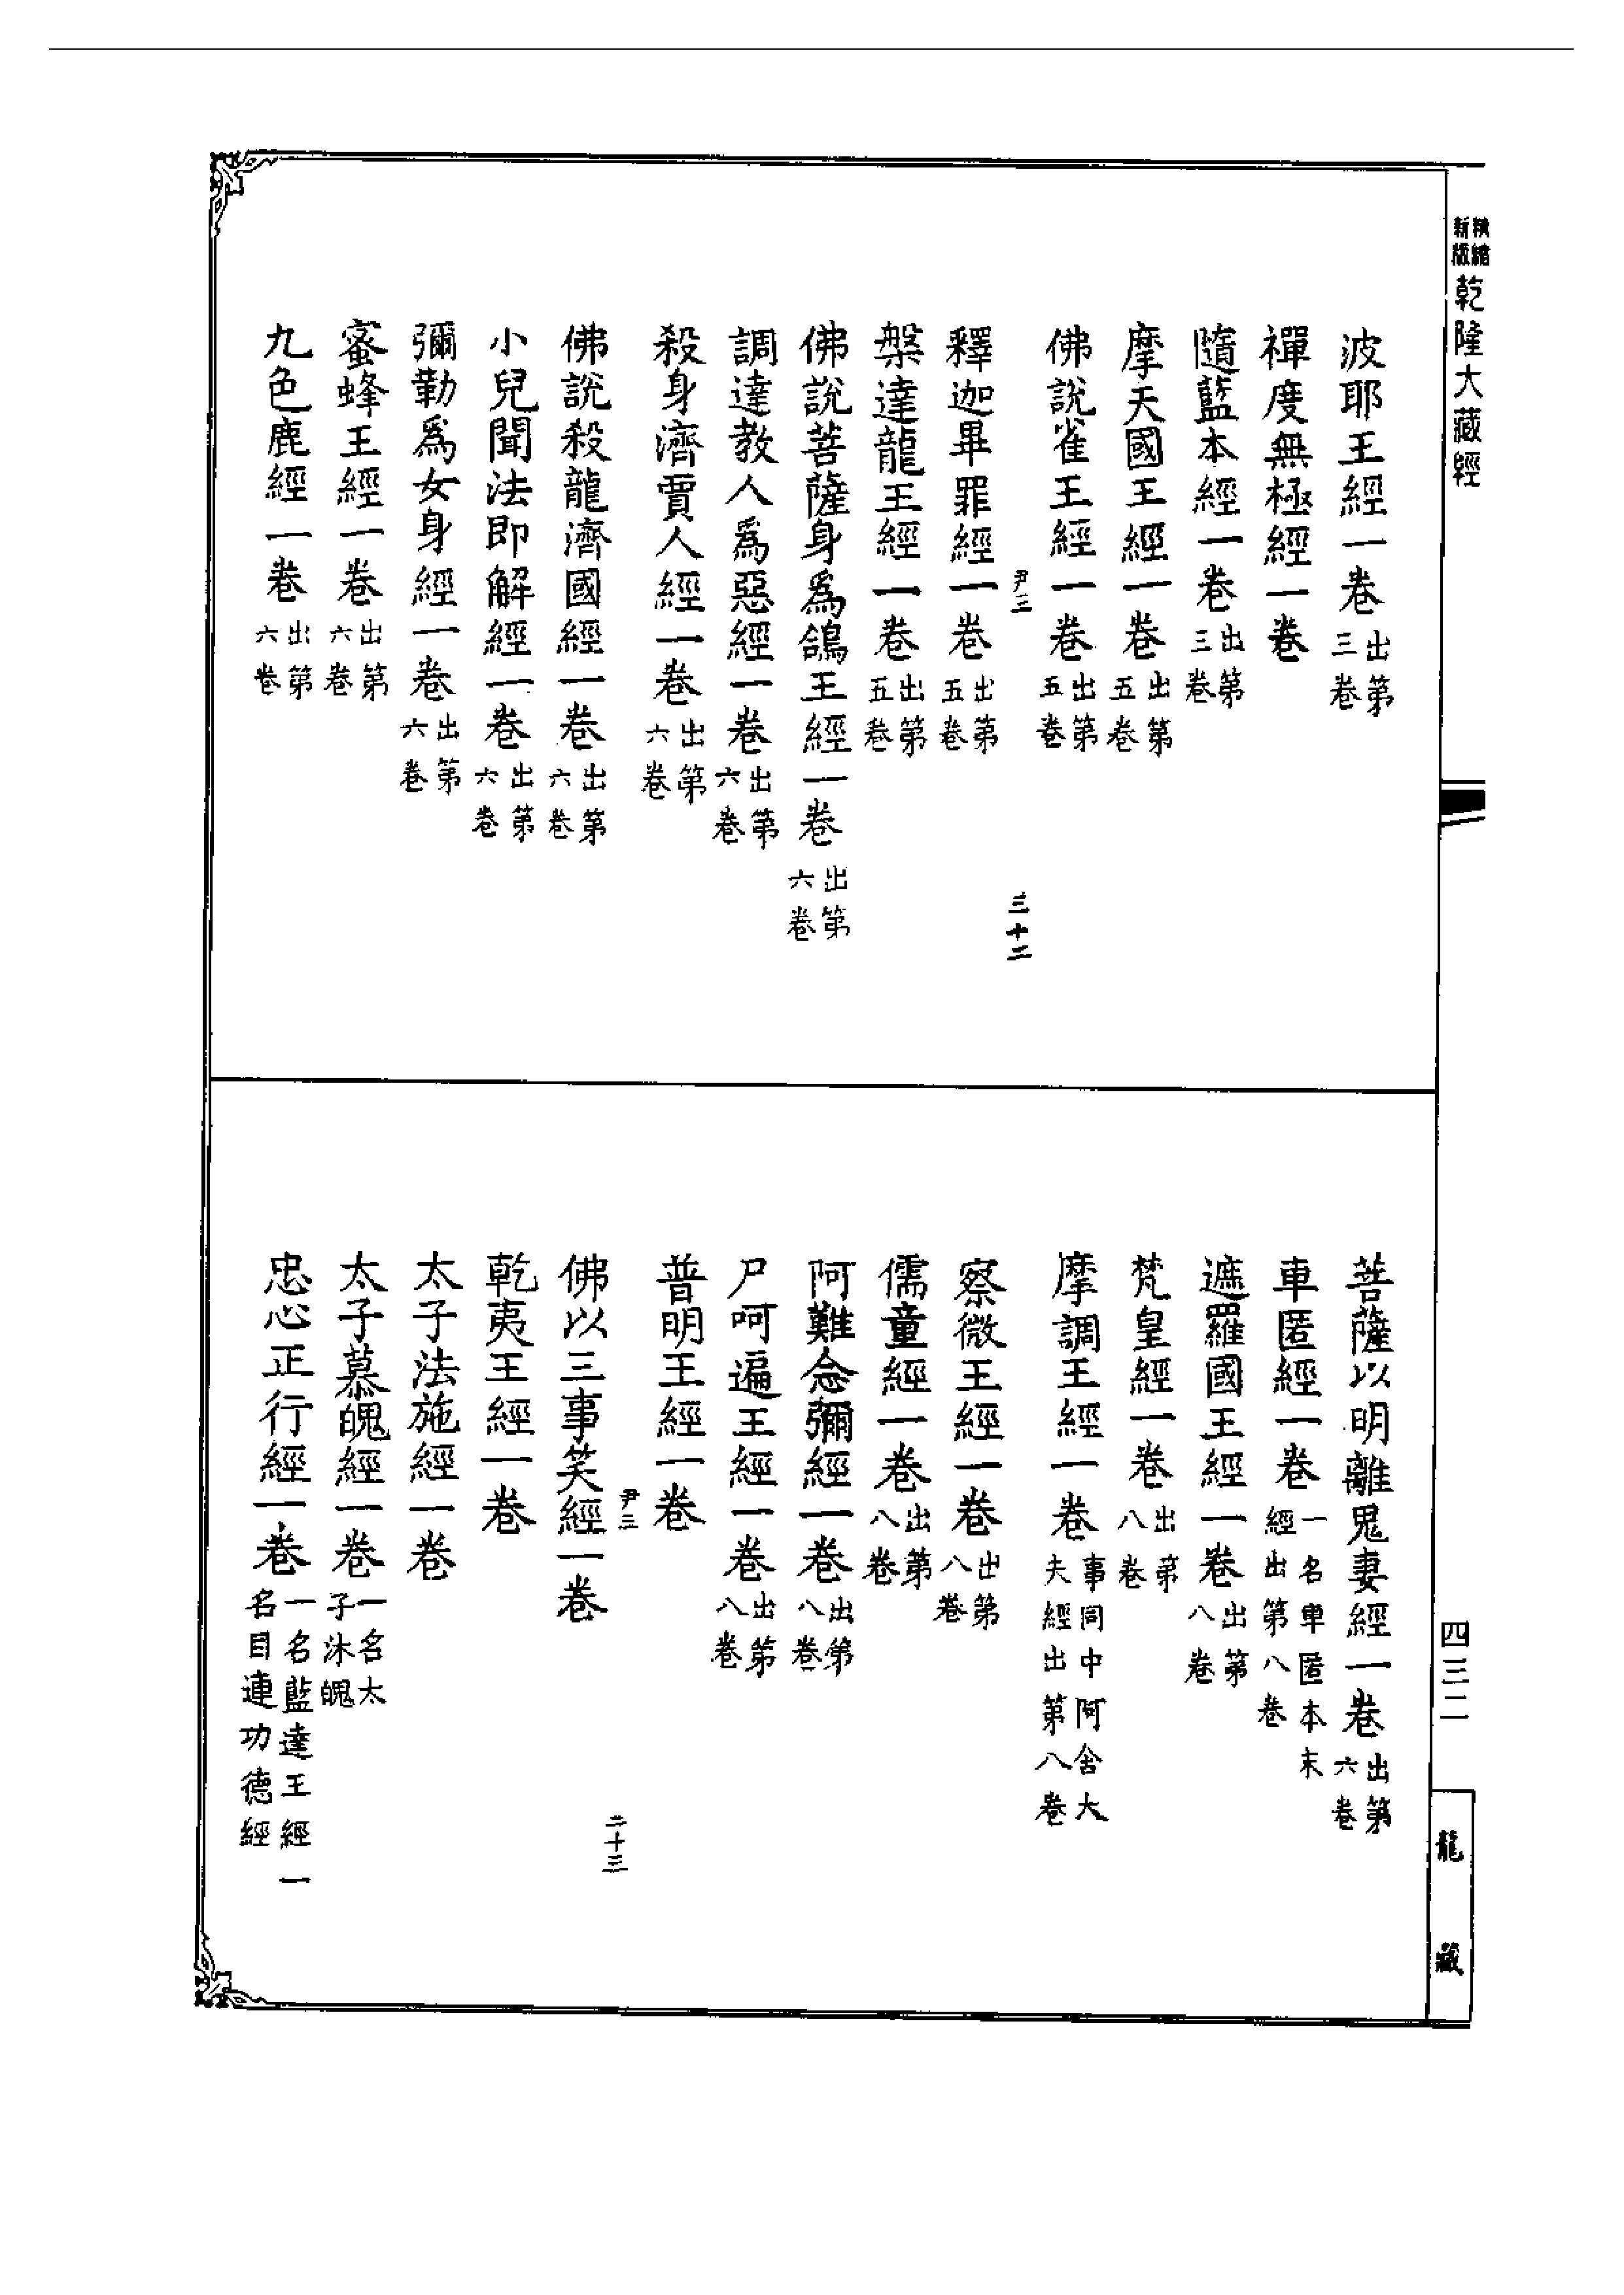 新版精縮乾隆大藏經
波耶王經一卷出第三卷
禪度無極經一卷
隨藍本經一卷出第三卷
摩天國王經一卷出第五卷
佛說雀王經一卷出第五卷
尹三 三十二
釋迦畢罪經一卷出第五卷
槃達龍王經一卷出第五卷
佛說菩薩身爲鴿王經一卷出第六卷
調達教人爲惡經一卷出第六卷
殺身濟賈人經一卷出第六卷
佛說殺龍濟國經一卷出第六卷
小兒聞法即解經一卷出第六卷
彌勒爲女身經一卷出第六卷
蜜蜂王經一卷出第六卷
九色鹿經一卷出第六卷
菩薩以明離鬼妻經一卷出第六卷
車匿經一卷一名車匿本末經出第八卷
遮羅國王經一卷出第八卷
梵皇經一卷出第八卷
摩調王經一卷事同中阿含大夫經出第八卷
察微王經一卷出第八卷
儒童經一卷出第八卷
阿難念彌經一卷出第八卷
尸呵遍王經一卷出第八卷
普明王經一卷
尹三 二十三
佛以三事笑經一卷
乾夷王經一卷
太子法施經一卷
太子慕魄經一卷一名太子沐魄
忠心正行經一卷一名藍達王經一名目連功德經
四三二
龍藏